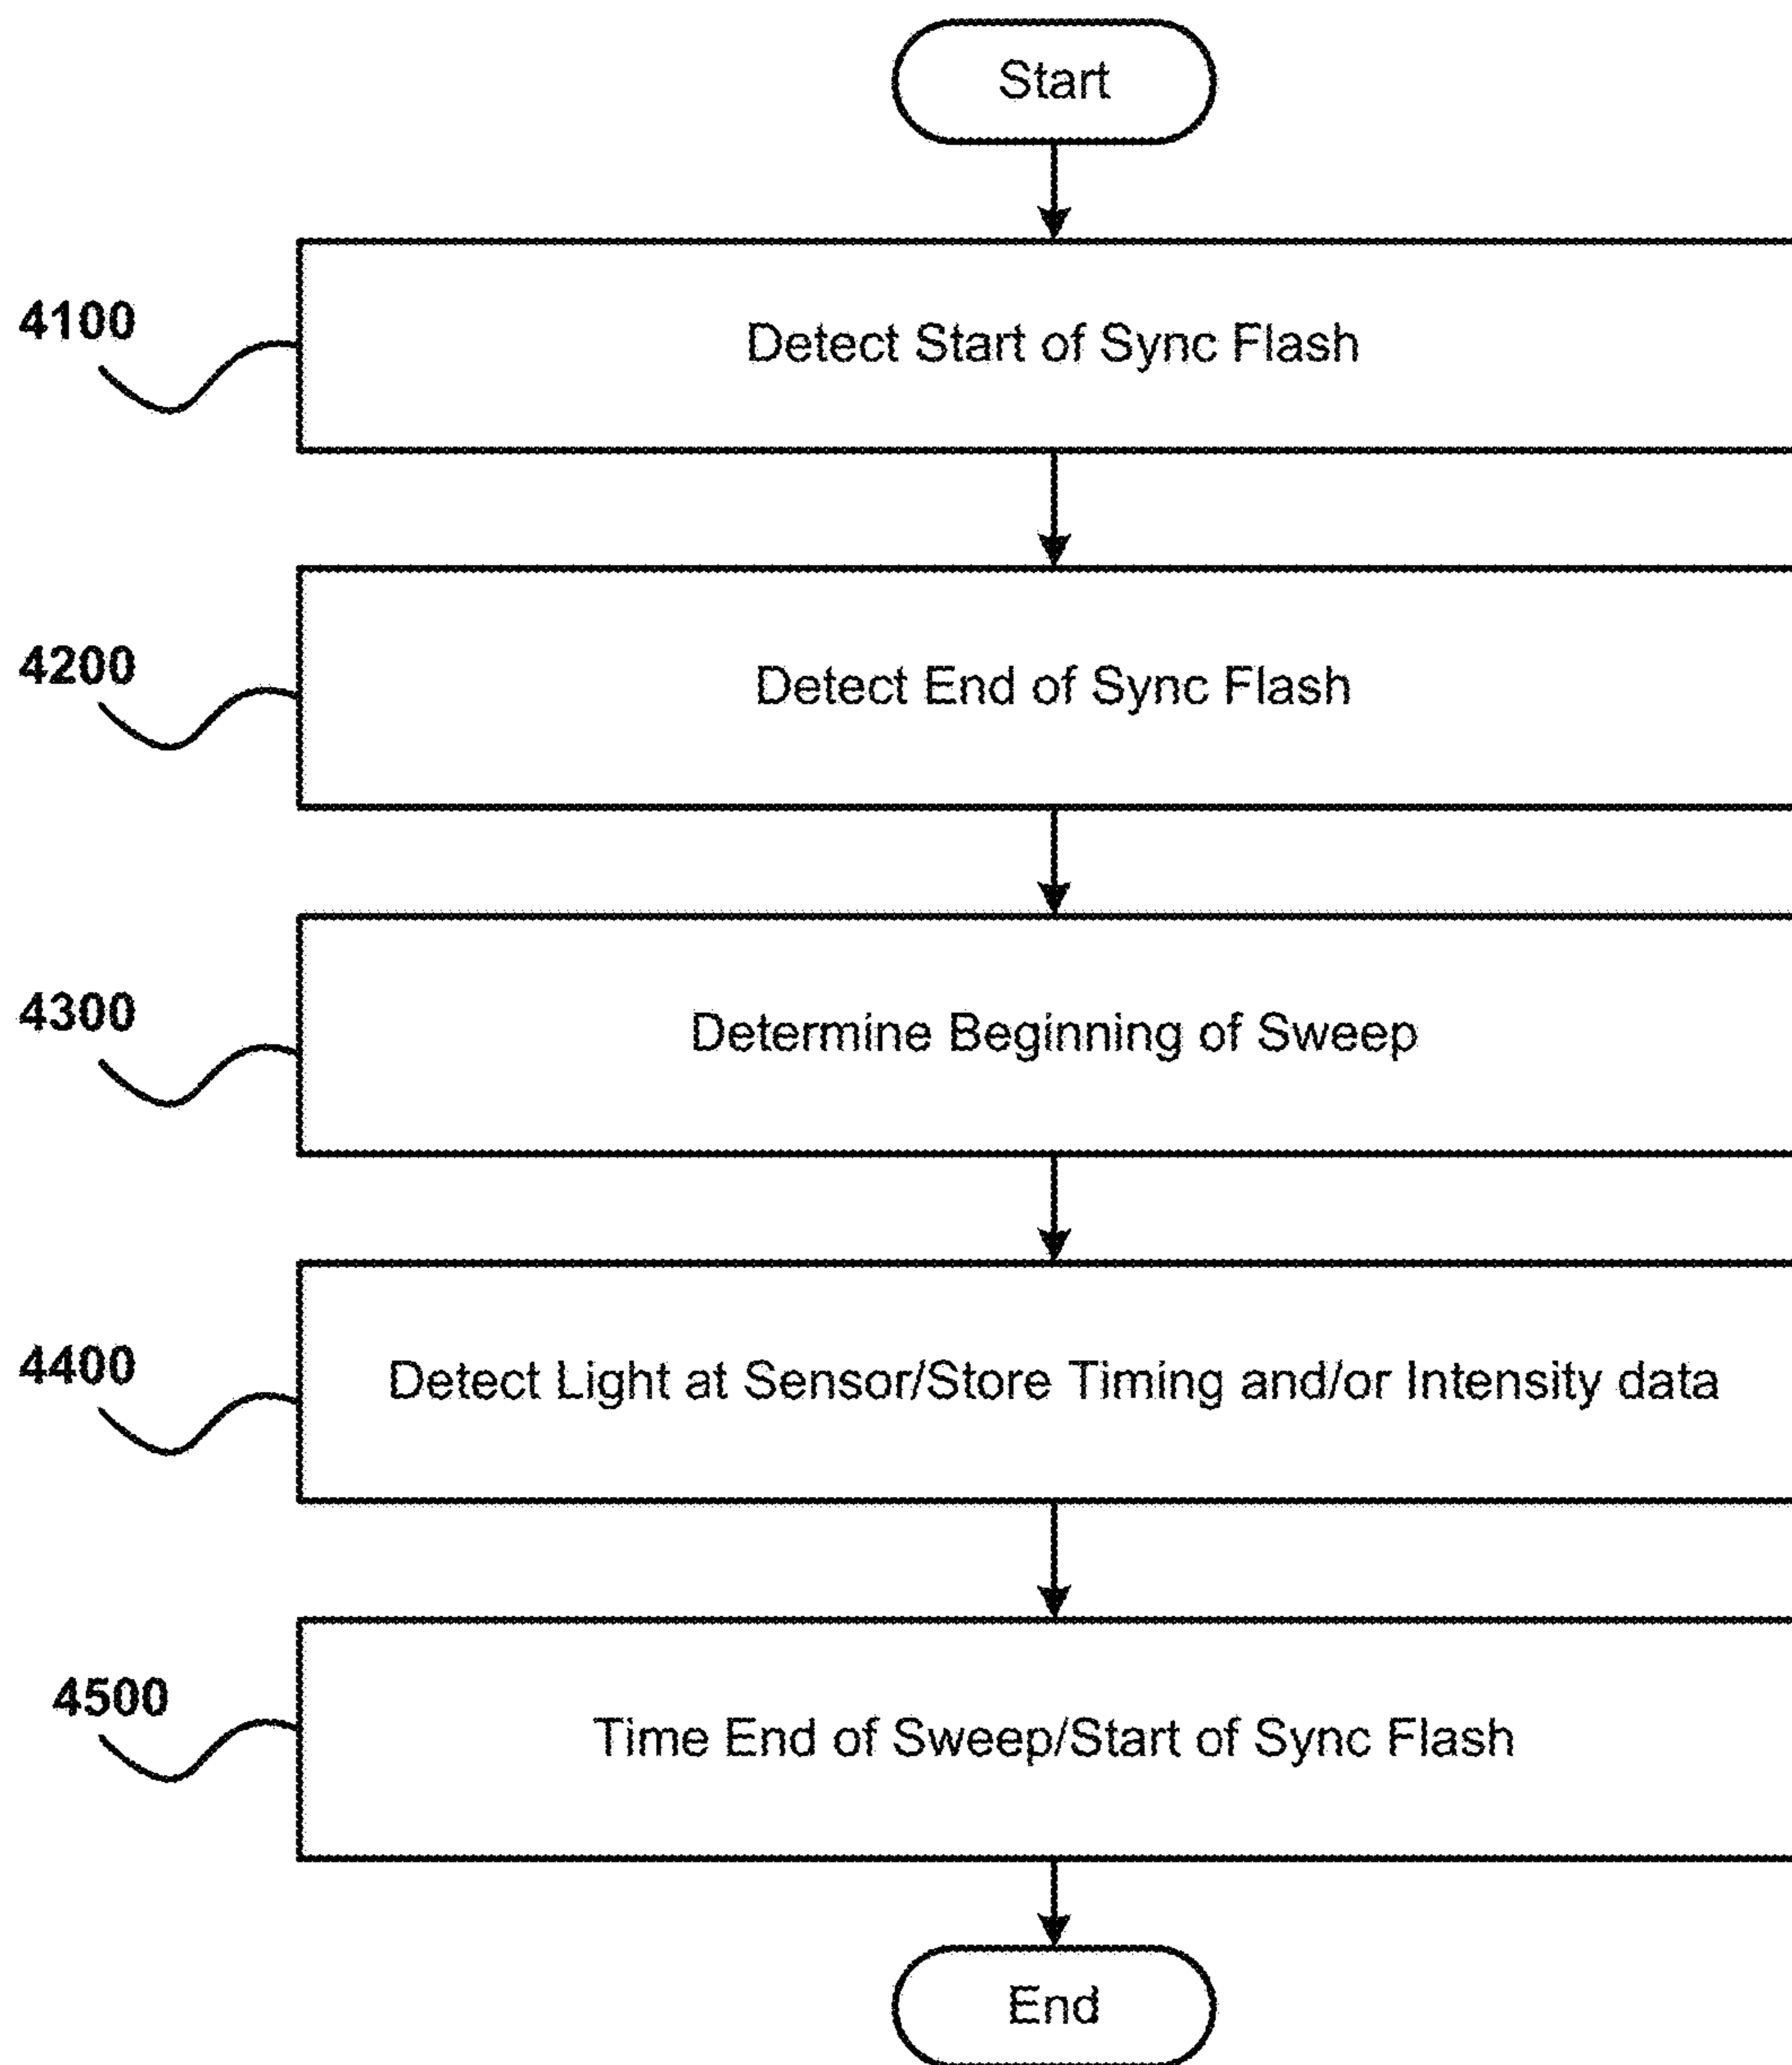 Start
4100
Detect Start of Sync Flash
4200
Detect End of Sync Flash
4300
Determine Beginning of Sweep
4400
Detect Light at Sensor/Store Timing and/or Intensity data
4500
Time End of Sweep/Start of Sync Flash
End